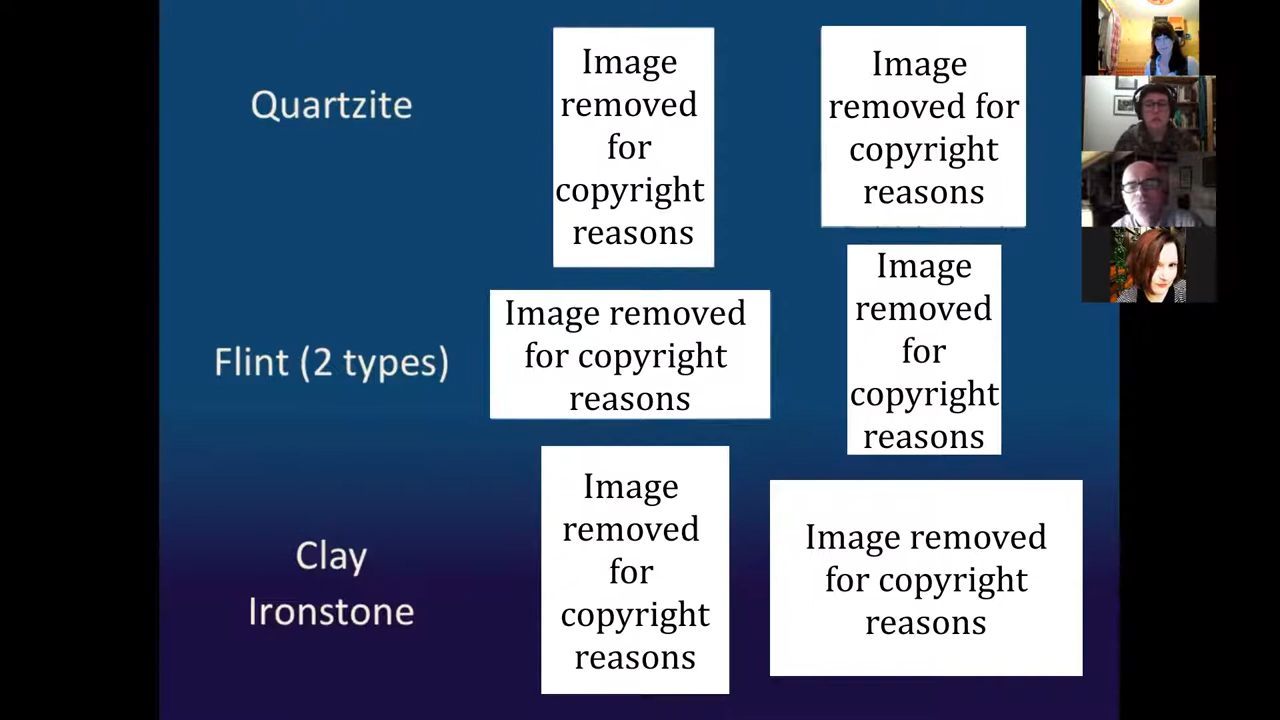 Quartzite
Image
removed
for
copyright
reasons
Image
removed for
copyright
reasons
Flint (2 types)
Image removed
for copyright
reasons
Image
removed
for
copyright
reasons
Clay
Ironstone
Image
removed
for
copyright
reasons
Image removed
for copyright
reasons